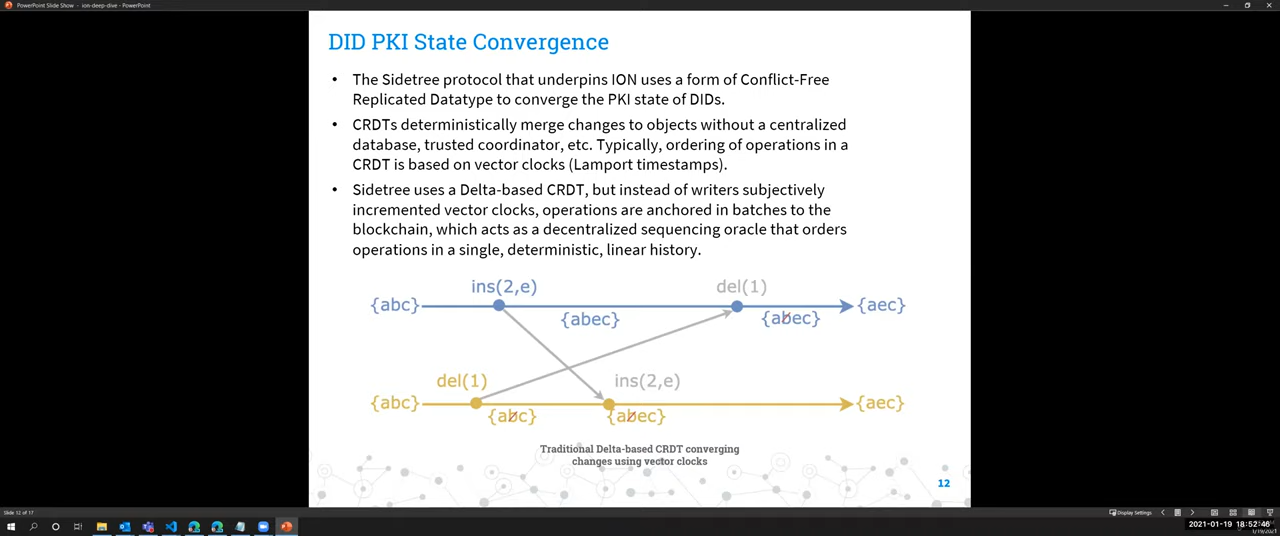 PowerPoint Slide Show - ion-deep-dive - PowerPoint
DID PKI State Convergence
• The Sidetree protocol that underpins ION uses a form of Conflict-Free
Replicated Datatype to converge the PKI state of DIDs.
• CRDTs deterministically merge changes to objects without a centralized
database, trusted coordinator, etc. Typically, ordering of operations in a
CRDT is based on vector clocks (Lamport timestamps).
• Sidetree uses a Delta-based CRDT, but instead of writers subjectively
incremented vector clocks, operations are anchored in batches to the
blockchain, which acts as a decentralized sequencing oracle that orders
operations in a single, deterministic, linear history.
ins(2,e) del(1)
{abc} {aec}
{abec} {abec}
del(1) ins(2,e)
{abc} {aec}
{abc} {abec}
Traditional Delta-based CRDT converging
changes using vector clocks
12
Slide 12 of 17
Display Settings
2021-01-19 18:52:46
1/19/2021